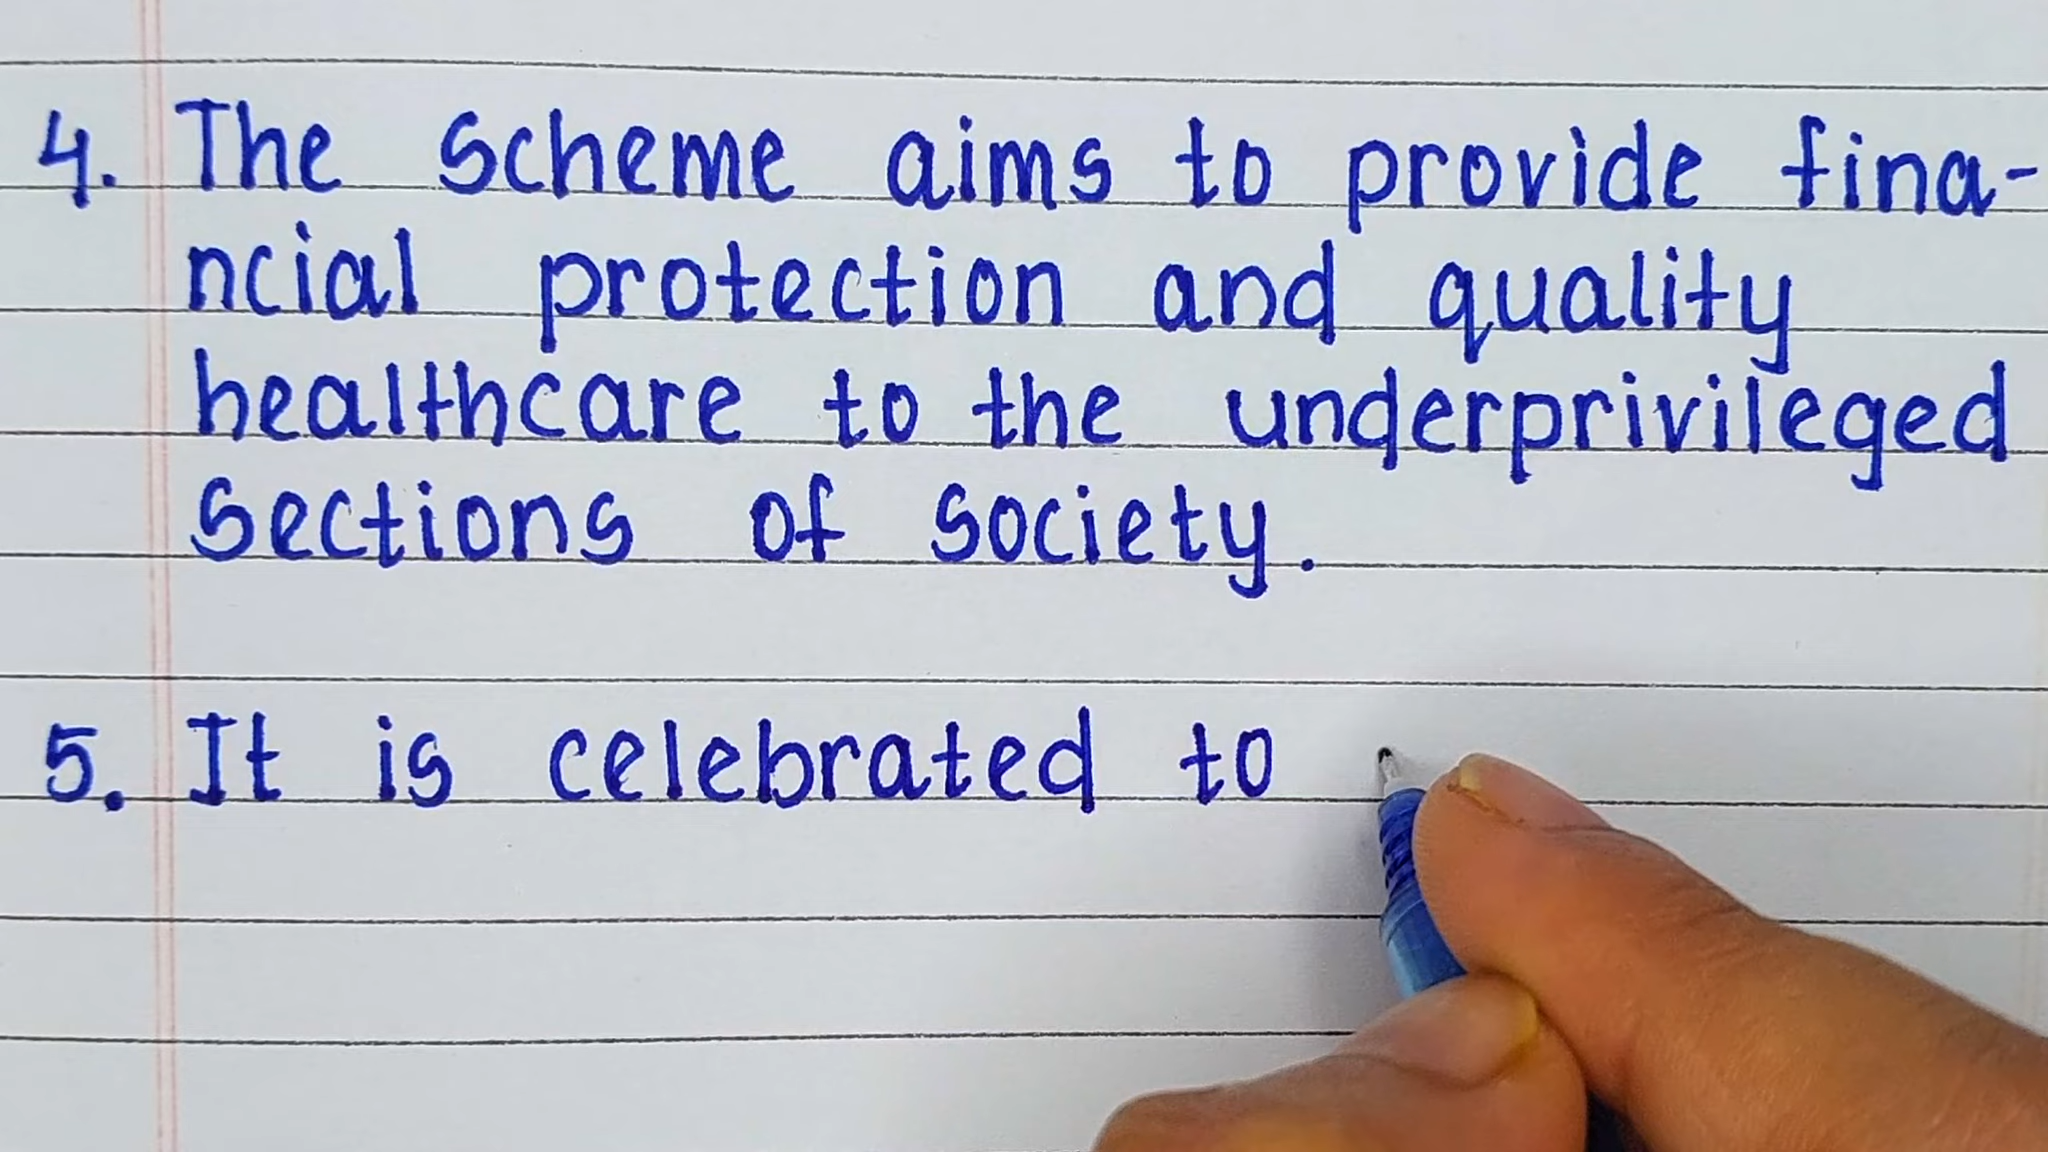 4. The scheme aims to provide fina-
ncial protection and quality
healthcare to the underprivileged
sections of society.
5. It is celebrated to